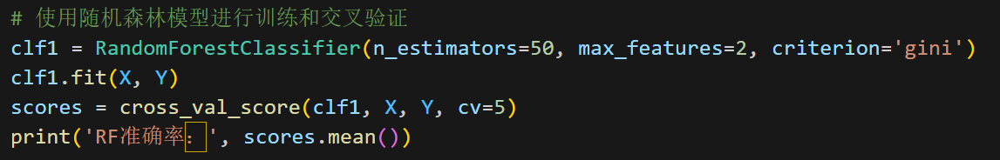 # 使用随机森林模型进行训练和交叉验证
clf1 = RandomForestClassifier(n_estimators=50, max_features=2, criterion='gini')
clf1.fit(X, Y)
scores = cross_val_score(clf1, X, Y, cv=5)
print('RF准确率：', scores.mean())